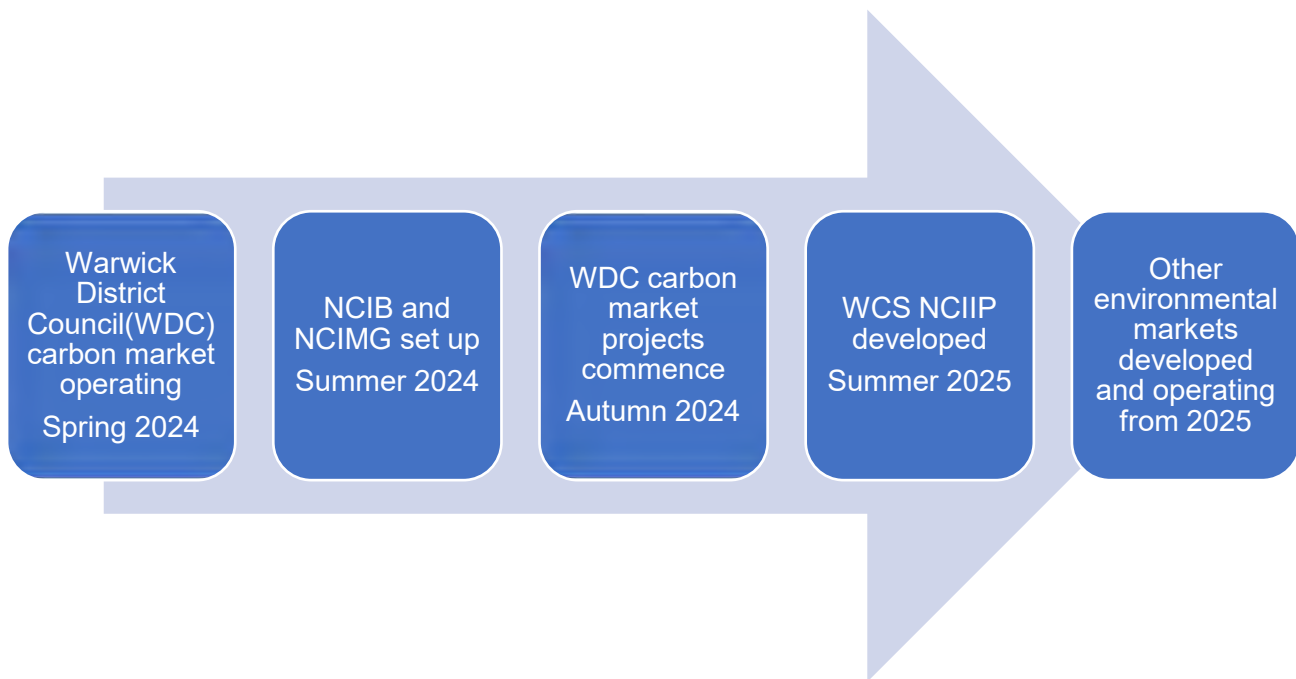 Warwick
District
Council(WDC)
carbon market
operating
Spring 2024
NCIB and
NCIMG set up
Summer 2024
WDC carbon
market
projects
commence
Autumn 2024
WCS NCIIP
developed
Summer 2025
Other
environmental
markets
developed
and operating
from 2025